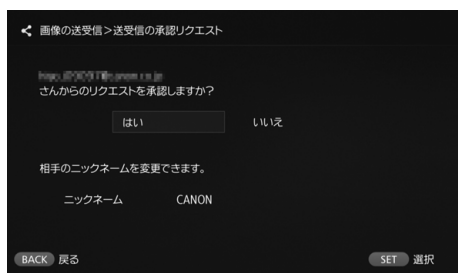 画像の送受信>送受信の承認リクエスト
さんからのリクエストを承認しますか?
はい いいえ
相手のニックネームを変更できます。
ニックネーム CANON
BACK 戻る SET 選択